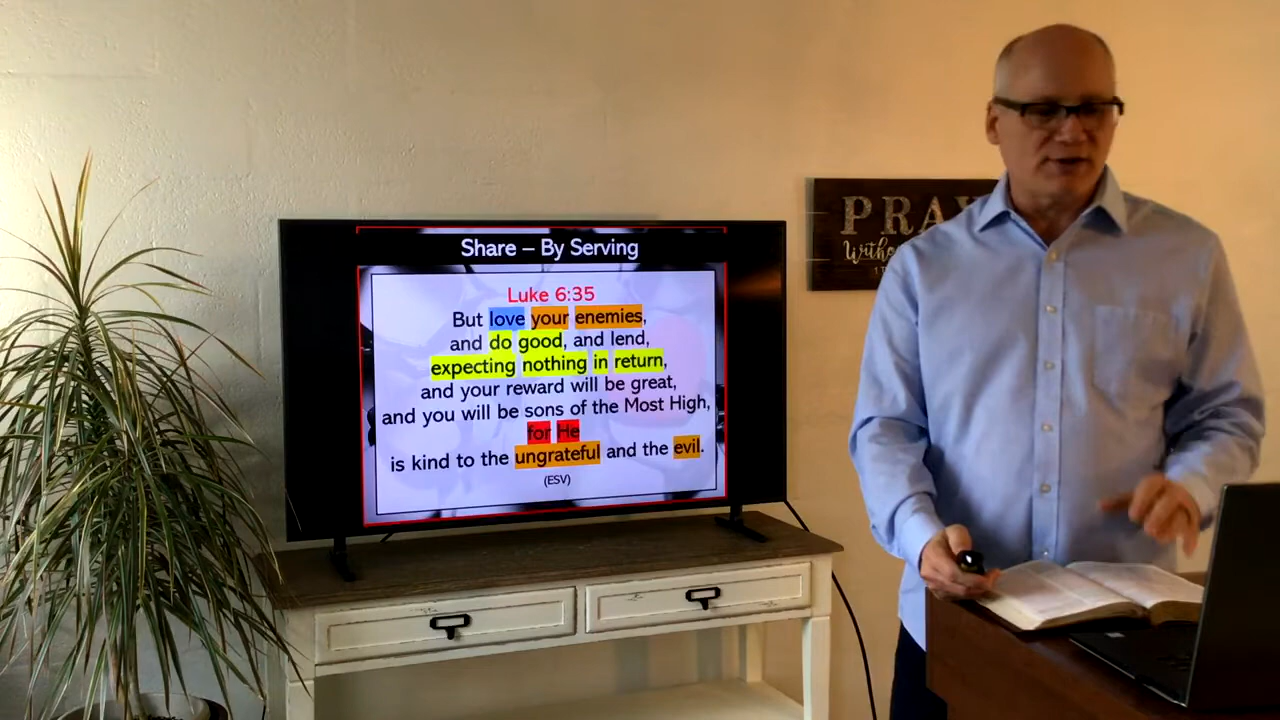 Share – By Serving
Luke 6:35
But love your enemies,
and do good, and lend,
expecting nothing in return,
and your reward will be great,
and you will be sons of the Most High,
for He
is kind to the ungrateful and the evil.
(ESV)
PRAY